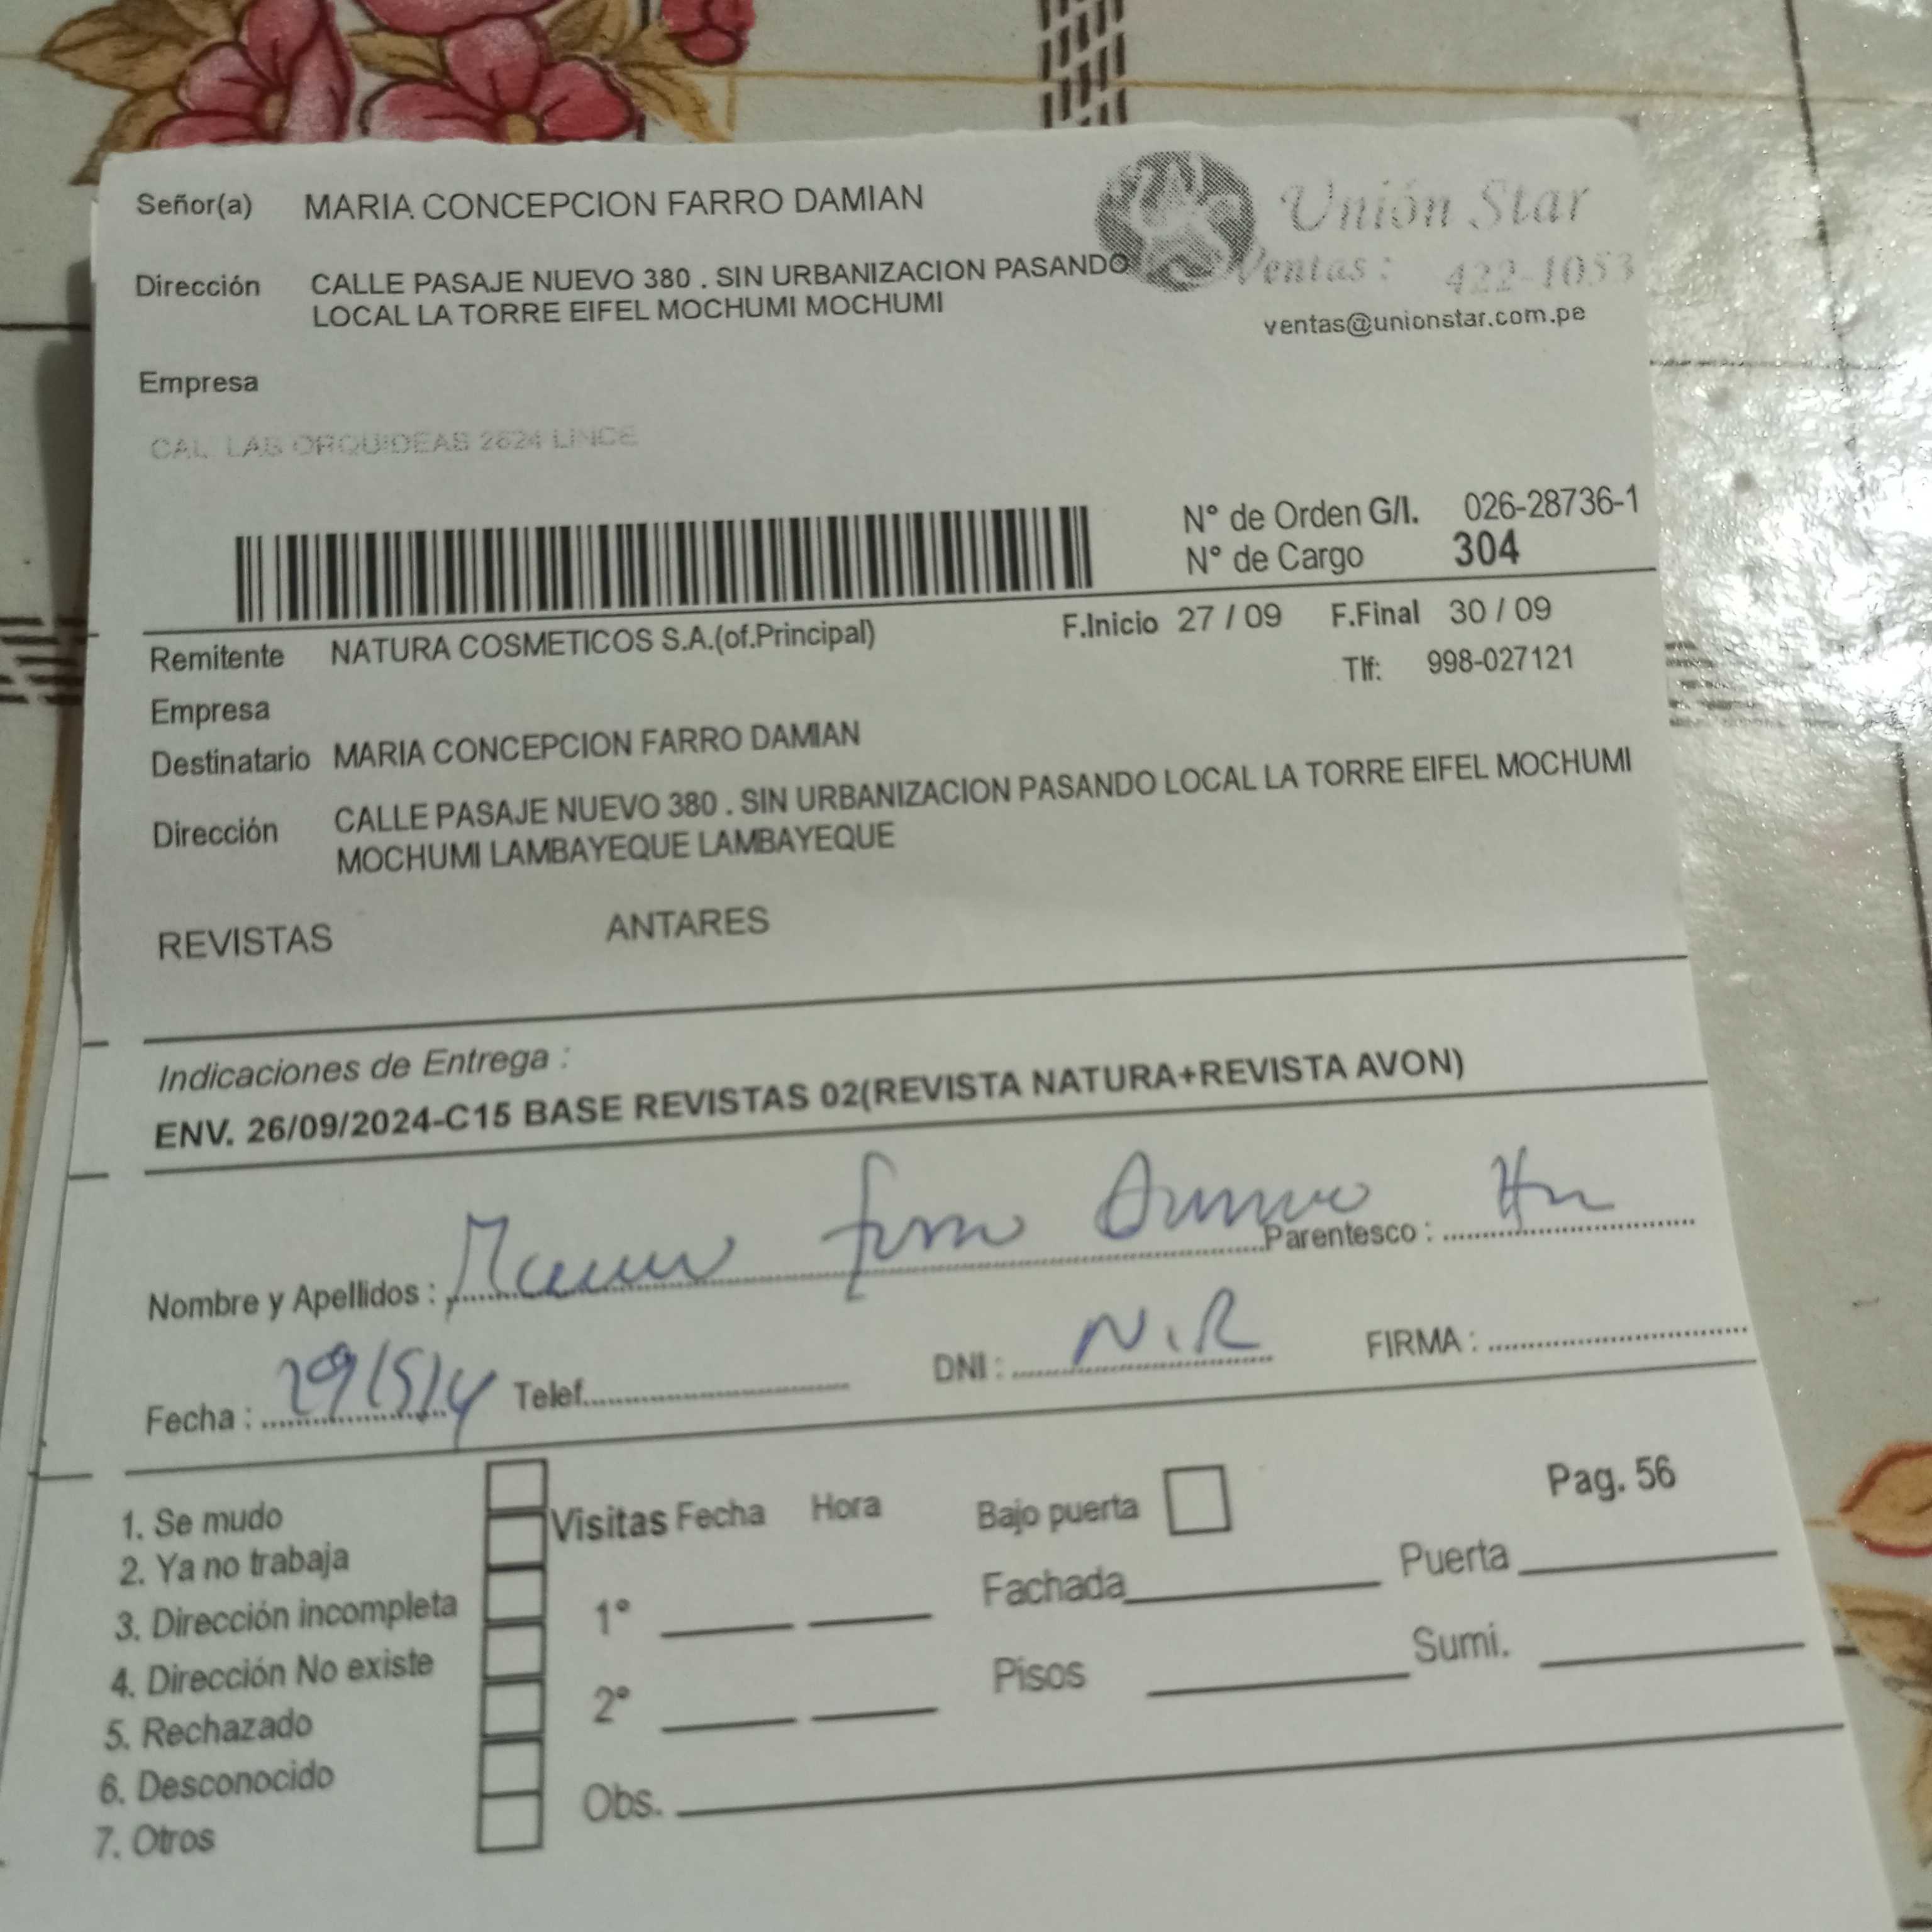 Señor(a) MARIA CONCEPCION FARRO DAMIAN
Unión Star
Ventas: 422-1053
ventas@unionstar.com.pe
Dirección CALLE PASAJE NUEVO 380 . SIN URBANIZACION PASANDO
LOCAL LA TORRE EIFEL MOCHUMI MOCHUMI
Empresa
CAL. LAS ORQUIDEAS 2624 LINCE
N° de Orden G/I. 026-28736-1
N° de Cargo 304
Remitente NATURA COSMETICOS S.A.(of.Principal) F.Inicio 27 / 09 F.Final 30 / 09
Tlf: 998-027121
Empresa
Destinatario MARIA CONCEPCION FARRO DAMIAN
Dirección CALLE PASAJE NUEVO 380 . SIN URBANIZACION PASANDO LOCAL LA TORRE EIFEL MOCHUMI
MOCHUMI LAMBAYEQUE LAMBAYEQUE
REVISTAS ANTARES
Indicaciones de Entrega :
ENV. 26/09/2024-C15 BASE REVISTAS 02(REVISTA NATURA+REVISTA AVON)
Nombre y Apellidos : Parentesco :
Fecha : Telef. DNI : N.R FIRMA :
1. Se mudo
2. Ya no trabaja
3. Dirección incompleta
4. Dirección No existe
5. Rechazado
6. Desconocido
7. Otros
Visitas Fecha Hora
1°
2°
Obs.
Bajo puerta Pag. 56
Fachada Puerta
Pisos Sumi.